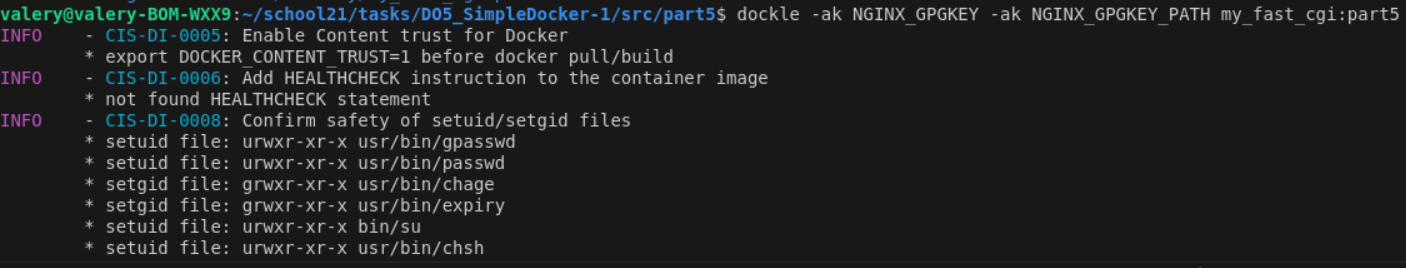 valery@valery-BOM-WXX9:~/school21/tasks/DO5_SimpleDocker-1/src/part5$ dockle -ak NGINX_GPGKEY -ak NGINX_GPGKEY_PATH my_fast_cgi:part5
INFO    - CIS-DI-0005: Enable Content trust for Docker
        * export DOCKER_CONTENT_TRUST=1 before docker pull/build
INFO    - CIS-DI-0006: Add HEALTHCHECK instruction to the container image
        * not found HEALTHCHECK statement
INFO    - CIS-DI-0008: Confirm safety of setuid/setgid files
        * setuid file: urwxr-xr-x usr/bin/gpasswd
        * setuid file: urwxr-xr-x usr/bin/passwd
        * setgid file: grwxr-xr-x usr/bin/chage
        * setgid file: grwxr-xr-x usr/bin/expiry
        * setuid file: urwxr-xr-x bin/su
        * setuid file: urwxr-xr-x usr/bin/chsh